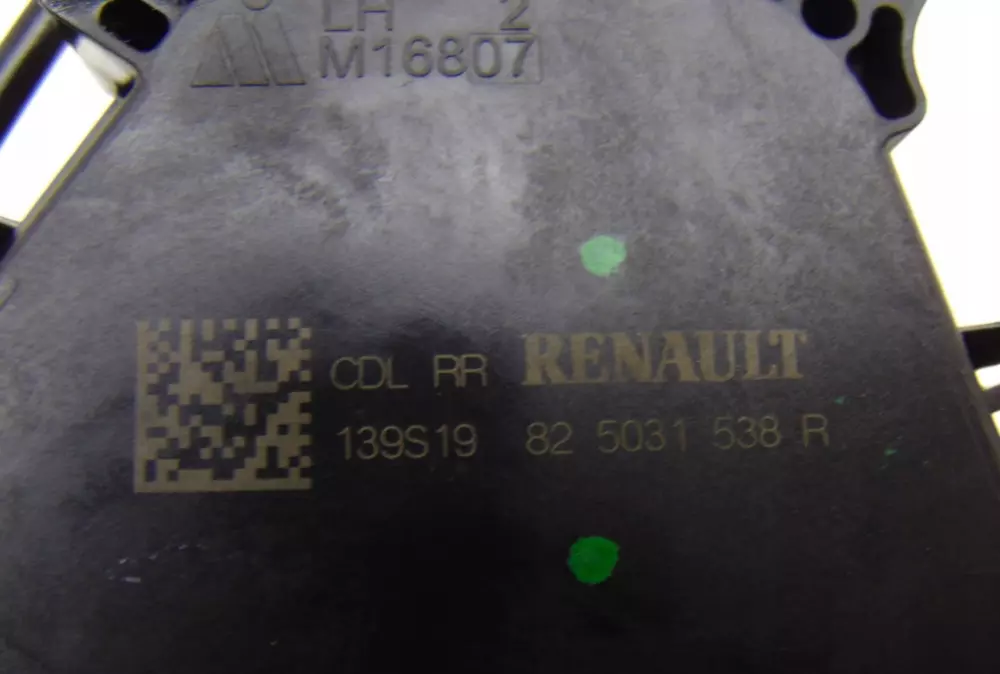 LH 2
M16807
CDL RR RENAULT
139S19 82 5031 538 R